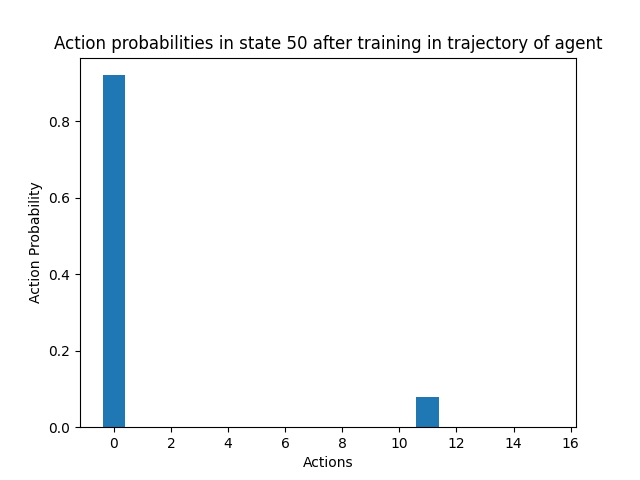 Action probabilities in state 50 after training in trajectory of agent
Action Probability
0.8
0.6
0.4
0.2
0.0
0 2 4 6 8 10 12 14 16
Actions